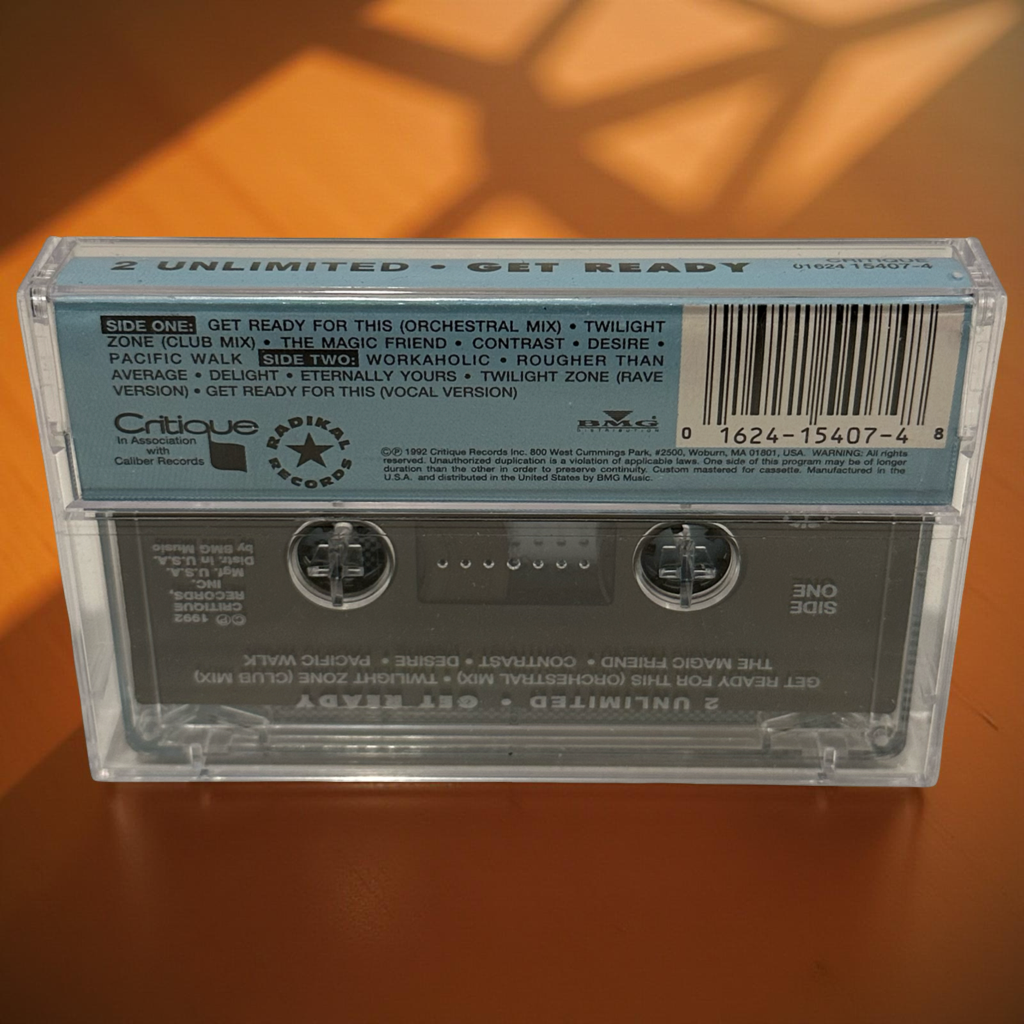 2 UNLIMITED • GET READY
CRITIQUE
01624 15407-4
SIDE ONE: GET READY FOR THIS (ORCHESTRAL MIX) • TWILIGHT
ZONE (CLUB MIX) • THE MAGIC FRIEND • CONTRAST • DESIRE •
PACIFIC WALK SIDE TWO: WORKAHOLIC • ROUGHER THAN
AVERAGE • DELIGHT • ETERNALLY YOURS • TWILIGHT ZONE (RAVE
VERSION) • GET READY FOR THIS (VOCAL VERSION)
Critique
In Association
with
Caliber Records
RADIKAL
RECORDS
BMG
DISTRIBUTION
©℗ 1992 Critique Records Inc. 800 West Cummings Park, #2500, Woburn, MA 01801, USA. WARNING: All rights
reserved. Unauthorized duplication is a violation of applicable laws. One side of this program may be of longer
duration than the other in order to preserve continuity. Custom mastered for cassette. Manufactured in the
U.S.A. and distributed in the United States by BMG Music.
0 1624-15407-4 8
2 UNLIMITED • GET READY
GET READY FOR THIS (ORCHESTRAL MIX) • TWILIGHT ZONE (CLUB MIX)
THE MAGIC FRIEND • CONTRAST • DESIRE • PACIFIC WALK
SIDE
ONE
©℗ 1992
CRITIQUE
RECORDS,
INC.
Mgf. U.S.A.
Distr. in U.S.A.
by BMG Music